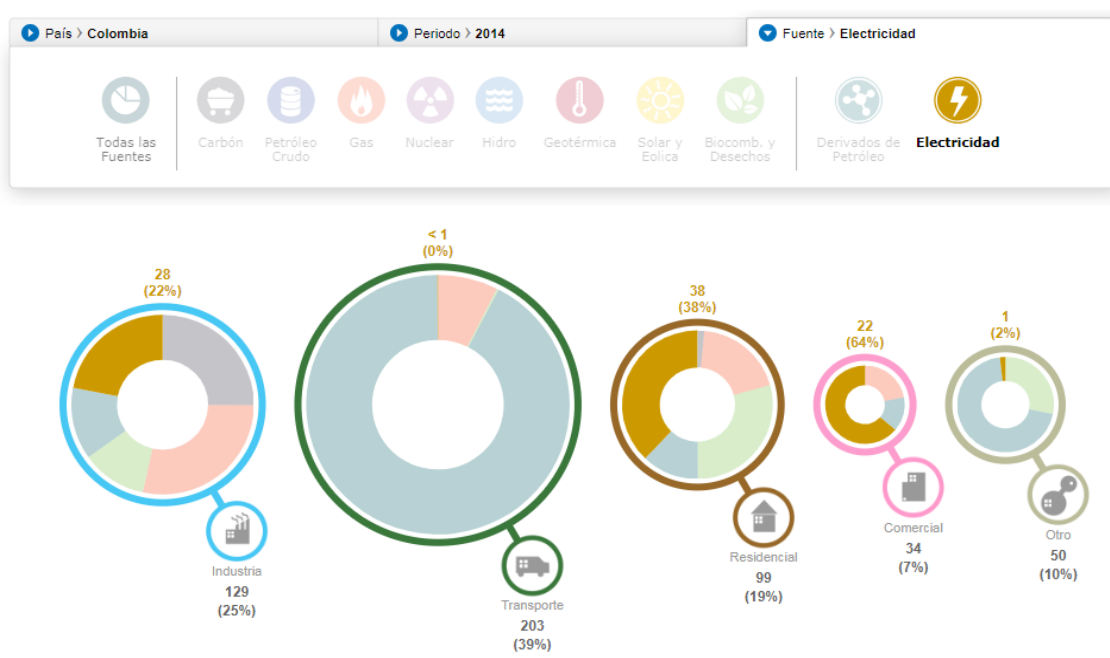 País > Colombia
Periodo > 2014
Fuente > Electricidad
Todas las
Fuentes
Carbón
Petróleo
Crudo
Gas
Nuclear
Hidro
Geotérmica
Solar y
Eolica
Biocomb. y
Desechos
Derivados de
Petróleo
Electricidad
28
(22%)
< 1
(0%)
38
(38%)
22
(64%)
1
(2%)
Industria
129
(25%)
Transporte
203
(39%)
Residencial
99
(19%)
Comercial
34
(7%)
Otro
50
(10%)